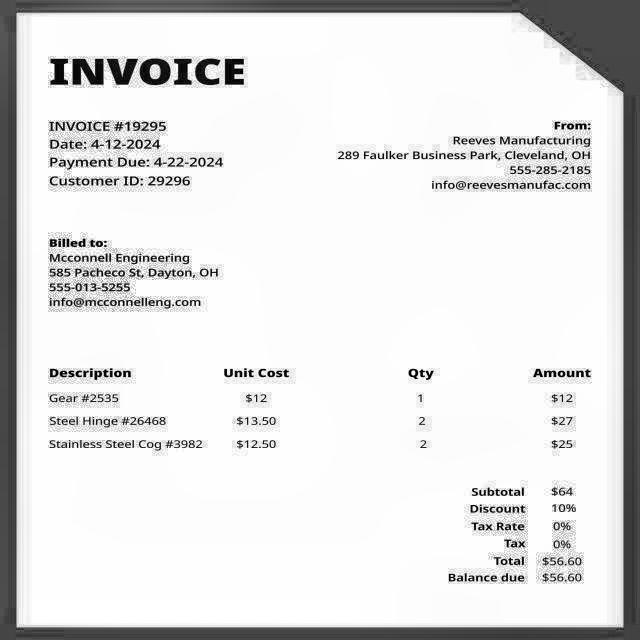 INVOICE
INVOICE #19295
Date: 4-12-2024
Payment Due: 4-22-2024
Customer ID: 29296
From:
Reeves Manufacturing
289 Faulker Business Park, Cleveland, OH
555-285-2185
info@reevesmanufac.com
Billed to:
Mcconnell Engineering
585 Pacheco St, Dayton, OH
555-013-5255
info@mcconnelleng.com
Description Unit Cost Qty Amount
Gear #2535 $12 1 $12
Steel Hinge #26468 $13.50 2 $27
Stainless Steel Cog #3982 $12.50 2 $25
Subtotal $64
Discount 10%
Tax Rate 0%
Tax 0%
Total $56.60
Balance due $56.60